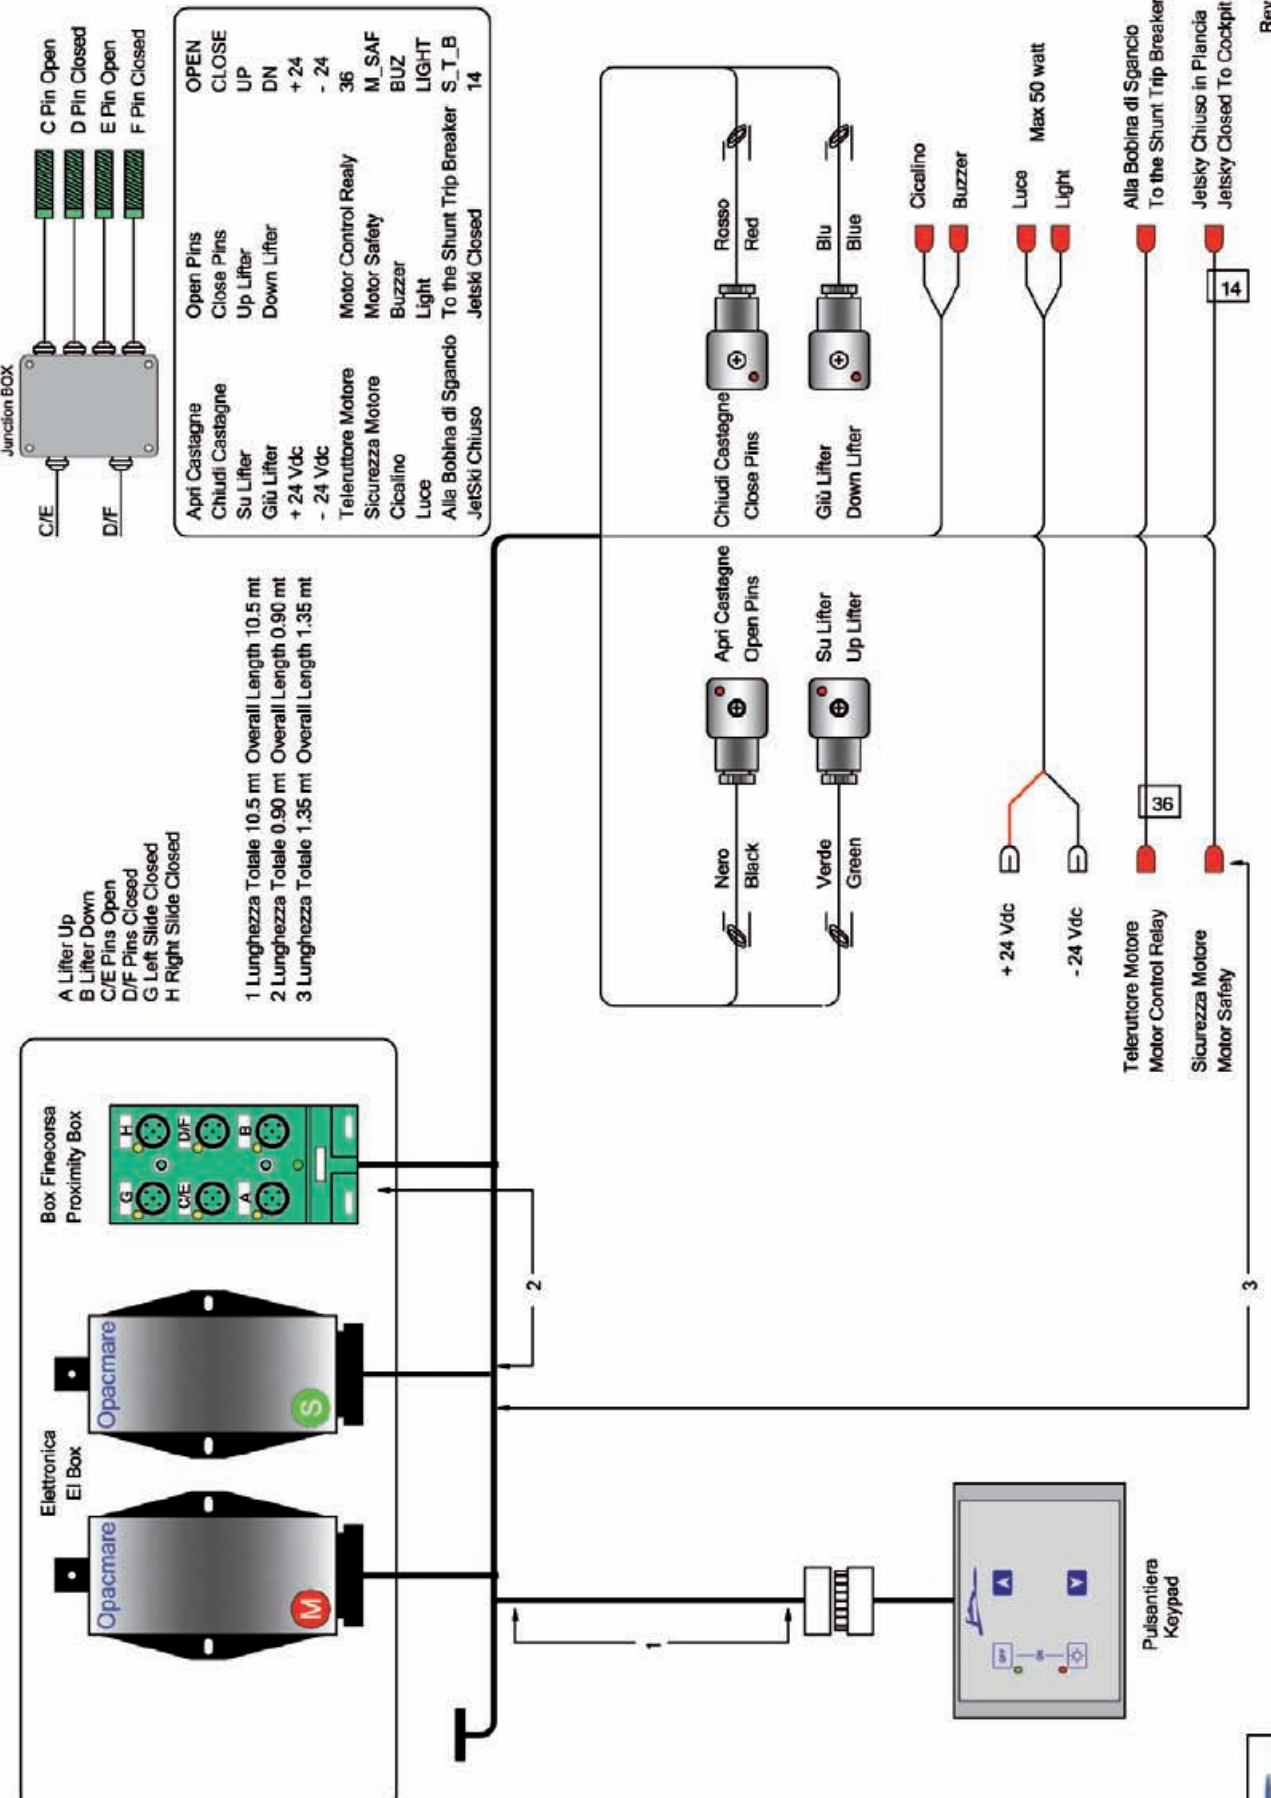 Junction BOX
C/E
D/F
C Pin Open
D Pin Closed
E Pin Open
F Pin Closed
Apri Castagne Open Pins OPEN
Chiudi Castagne Close Pins CLOSE
Su Lifter Up Lifter UP
Giù Lifter Down Lifter DN
+ 24 Vdc + 24
- 24 Vdc - 24
Teleruttore Motore Motor Control Realy 36
Sicurezza Motore Motor Safety M_SAF
Cicalino Buzzer BUZ
Luce Light LIGHT
Alla Bobina di Sgancio To the Shunt Trip Breaker S_T_B
JetSki Chiuso Jetski Closed 14
A Lifter Up
B Lifter Down
C/E Pins Open
D/F Pins Closed
G Left Slide Closed
H Right Slide Closed
1 Lunghezza Totale 10.5 mt Overall Length 10.5 mt
2 Lunghezza Totale 0.90 mt Overall Length 0.90 mt
3 Lunghezza Totale 1.35 mt Overall Length 1.35 mt
Elettronica
El Box
Opacmare
M
Opacmare
S
Box Finecorsa
Proximity Box
G H
C/E D/F
A B
2
1
3
Pulsantiera
Keypad
OFF
ON
Nero
Black
Apri Castagne
Open Pins
Chiudi Castagne
Close Pins
Rosso
Red
Verde
Green
Su Lifter
Up Lifter
Giù Lifter
Down Lifter
Blu
Blue
Cicalino
Buzzer
+ 24 Vdc
- 24 Vdc
Luce
Light
Max 50 watt
Teleruttore Motore
Motor Control Relay
36
Alla Bobina di Sgancio
To the Shunt Trip Breaker
Sicurezza Motore
Motor Safety
14
Jetsky Chiuso in Plancia
Jetsky Closed To Cockpit
Rev